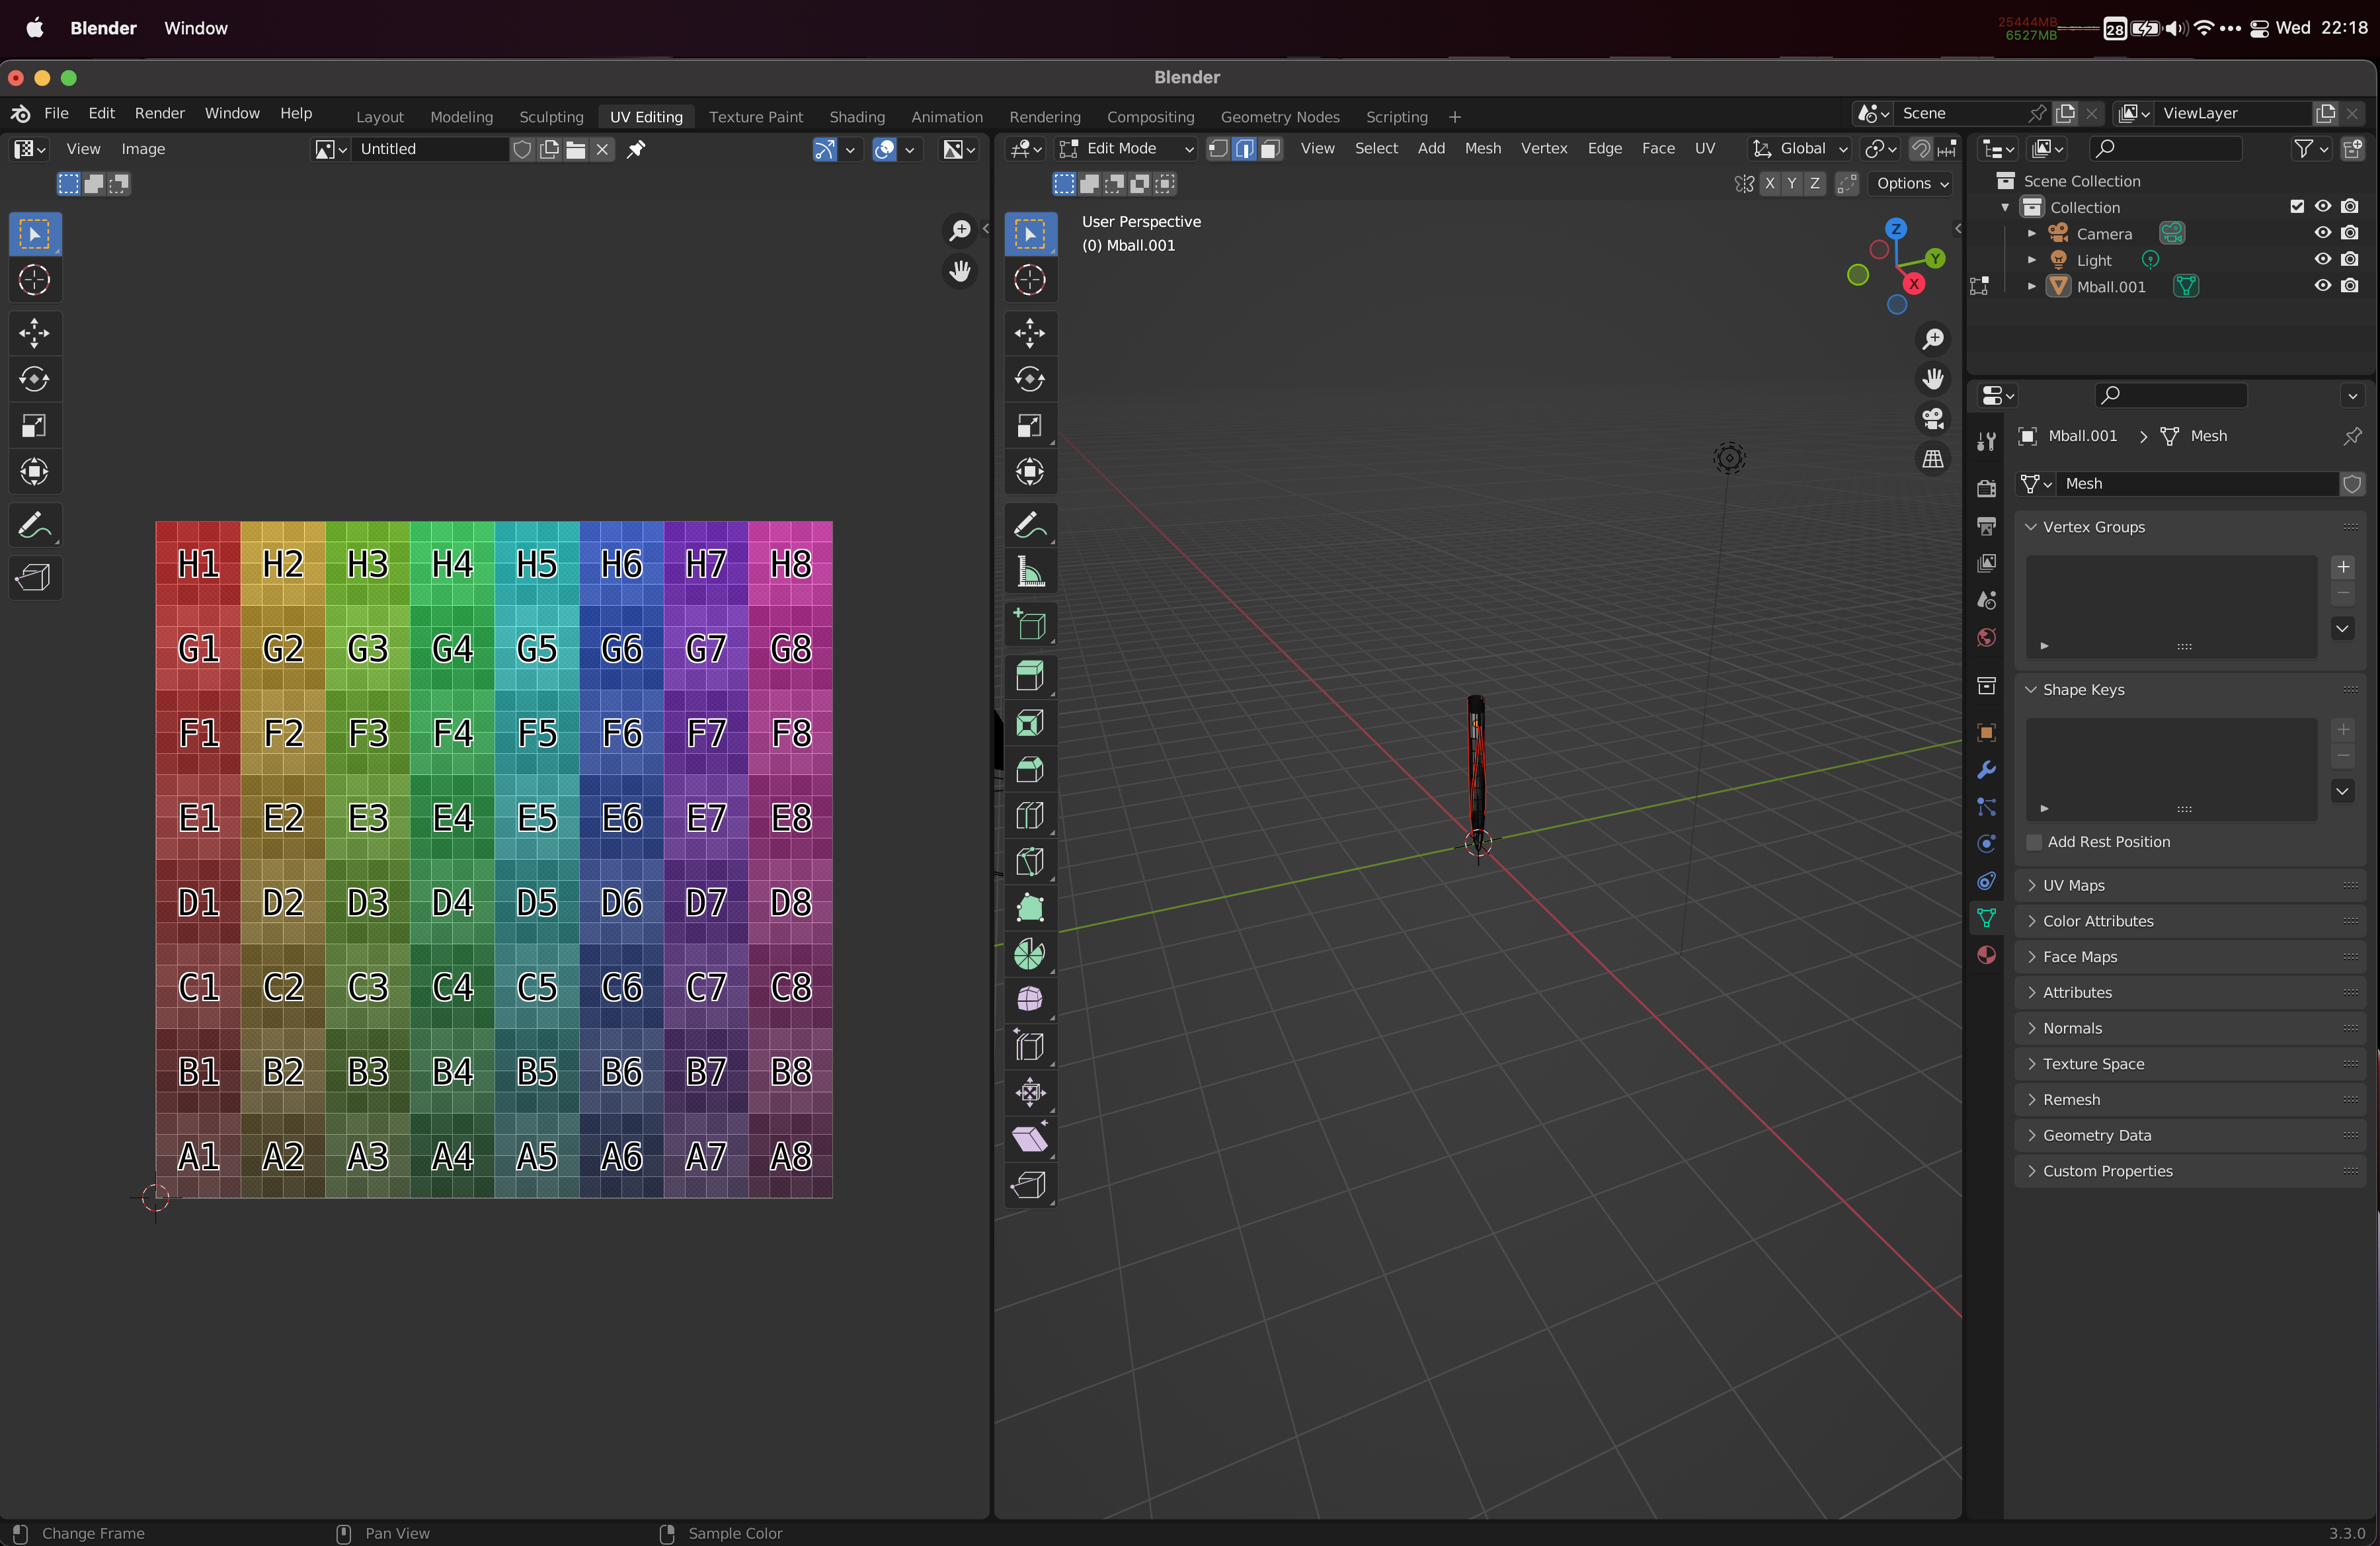 Blender Window
25444MB
6527MB
28
Wed 22:18
Blender
File Edit Render Window Help
Layout Modeling Sculpting UV Editing Texture Paint Shading Animation Rendering Compositing Geometry Nodes Scripting +
Scene
ViewLayer
View Image
Untitled
Edit Mode
View Select Add Mesh Vertex Edge Face UV
Global
X Y Z
Options
User Perspective
(0) Mball.001
Z
Y
X
H1 H2 H3 H4 H5 H6 H7 H8
G1 G2 G3 G4 G5 G6 G7 G8
F1 F2 F3 F4 F5 F6 F7 F8
E1 E2 E3 E4 E5 E6 E7 E8
D1 D2 D3 D4 D5 D6 D7 D8
C1 C2 C3 C4 C5 C6 C7 C8
B1 B2 B3 B4 B5 B6 B7 B8
A1 A2 A3 A4 A5 A6 A7 A8
Scene Collection
Collection
Camera
Light
Mball.001
Mball.001 > Mesh
Mesh
Vertex Groups
Shape Keys
Add Rest Position
UV Maps
Color Attributes
Face Maps
Attributes
Normals
Texture Space
Remesh
Geometry Data
Custom Properties
Change Frame
Pan View
Sample Color
3.3.0